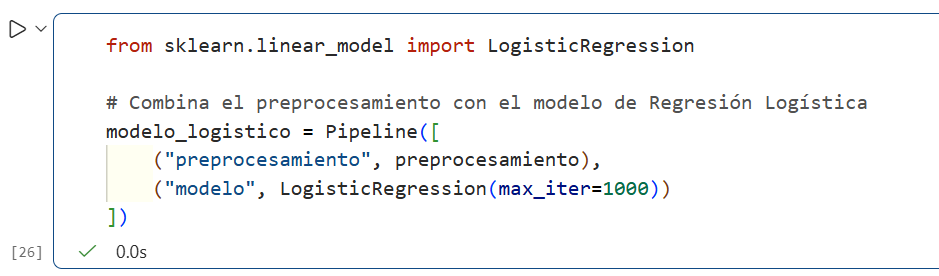 from sklearn.linear_model import LogisticRegression
# Combina el preprocesamiento con el modelo de Regresión Logística
modelo_logistico = Pipeline([
("preprocesamiento", preprocesamiento),
("modelo", LogisticRegression(max_iter=1000))
])
[26]
0.0s